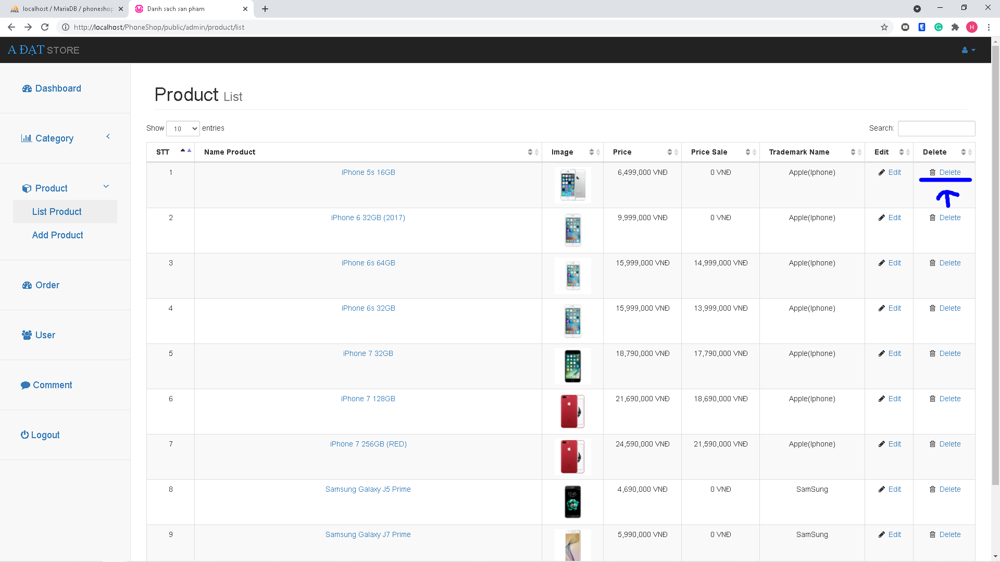 localhost / MariaDB / phoneshop
Danh sach san pham
http://localhost/PhoneShop/public/admin/product/list
H
A ĐẠT STORE
Dashboard
Category
Product
List Product
Add Product
Order
User
Comment
Logout
Product List
Show 10 entries
Search:
STT Name Product Image Price Price Sale Trademark Name Edit Delete
1 iPhone 5s 16GB 6,499,000 VNĐ 0 VNĐ Apple(Iphone) Edit Delete
2 iPhone 6 32GB (2017) 9,999,000 VNĐ 0 VNĐ Apple(Iphone) Edit Delete
3 iPhone 6s 64GB 15,999,000 VNĐ 14,999,000 VNĐ Apple(Iphone) Edit Delete
4 iPhone 6s 32GB 15,999,000 VNĐ 13,999,000 VNĐ Apple(Iphone) Edit Delete
5 iPhone 7 32GB 18,790,000 VNĐ 17,790,000 VNĐ Apple(Iphone) Edit Delete
6 iPhone 7 128GB 21,690,000 VNĐ 18,690,000 VNĐ Apple(Iphone) Edit Delete
7 iPhone 7 256GB (RED) 24,590,000 VNĐ 21,590,000 VNĐ Apple(Iphone) Edit Delete
8 Samsung Galaxy J5 Prime 12:45 4,690,000 VNĐ 0 VNĐ SamSung Edit Delete
9 Samsung Galaxy J7 Prime 5,990,000 VNĐ 0 VNĐ SamSung Edit Delete